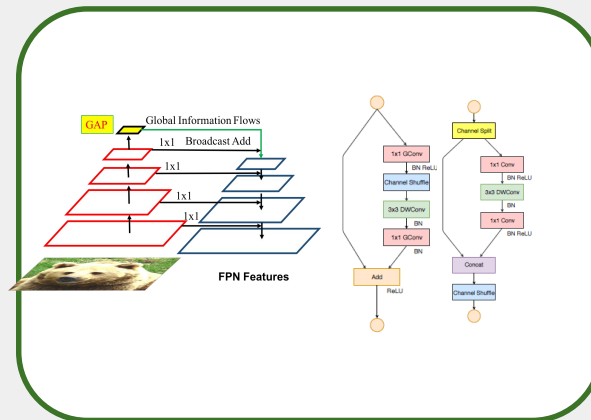 GAP
Global Information Flows
1x1
Broadcast Add
1x1
1x1
1x1
FPN Features
1x1 GConv
BN ReLU
Channel Shuffle
3x3 DWConv
BN
1x1 GConv
BN
Add
ReLU
Channel Split
1x1 Conv
BN ReLU
3x3 DWConv
BN
1x1 Conv
BN ReLU
Concat
Channel Shuffle